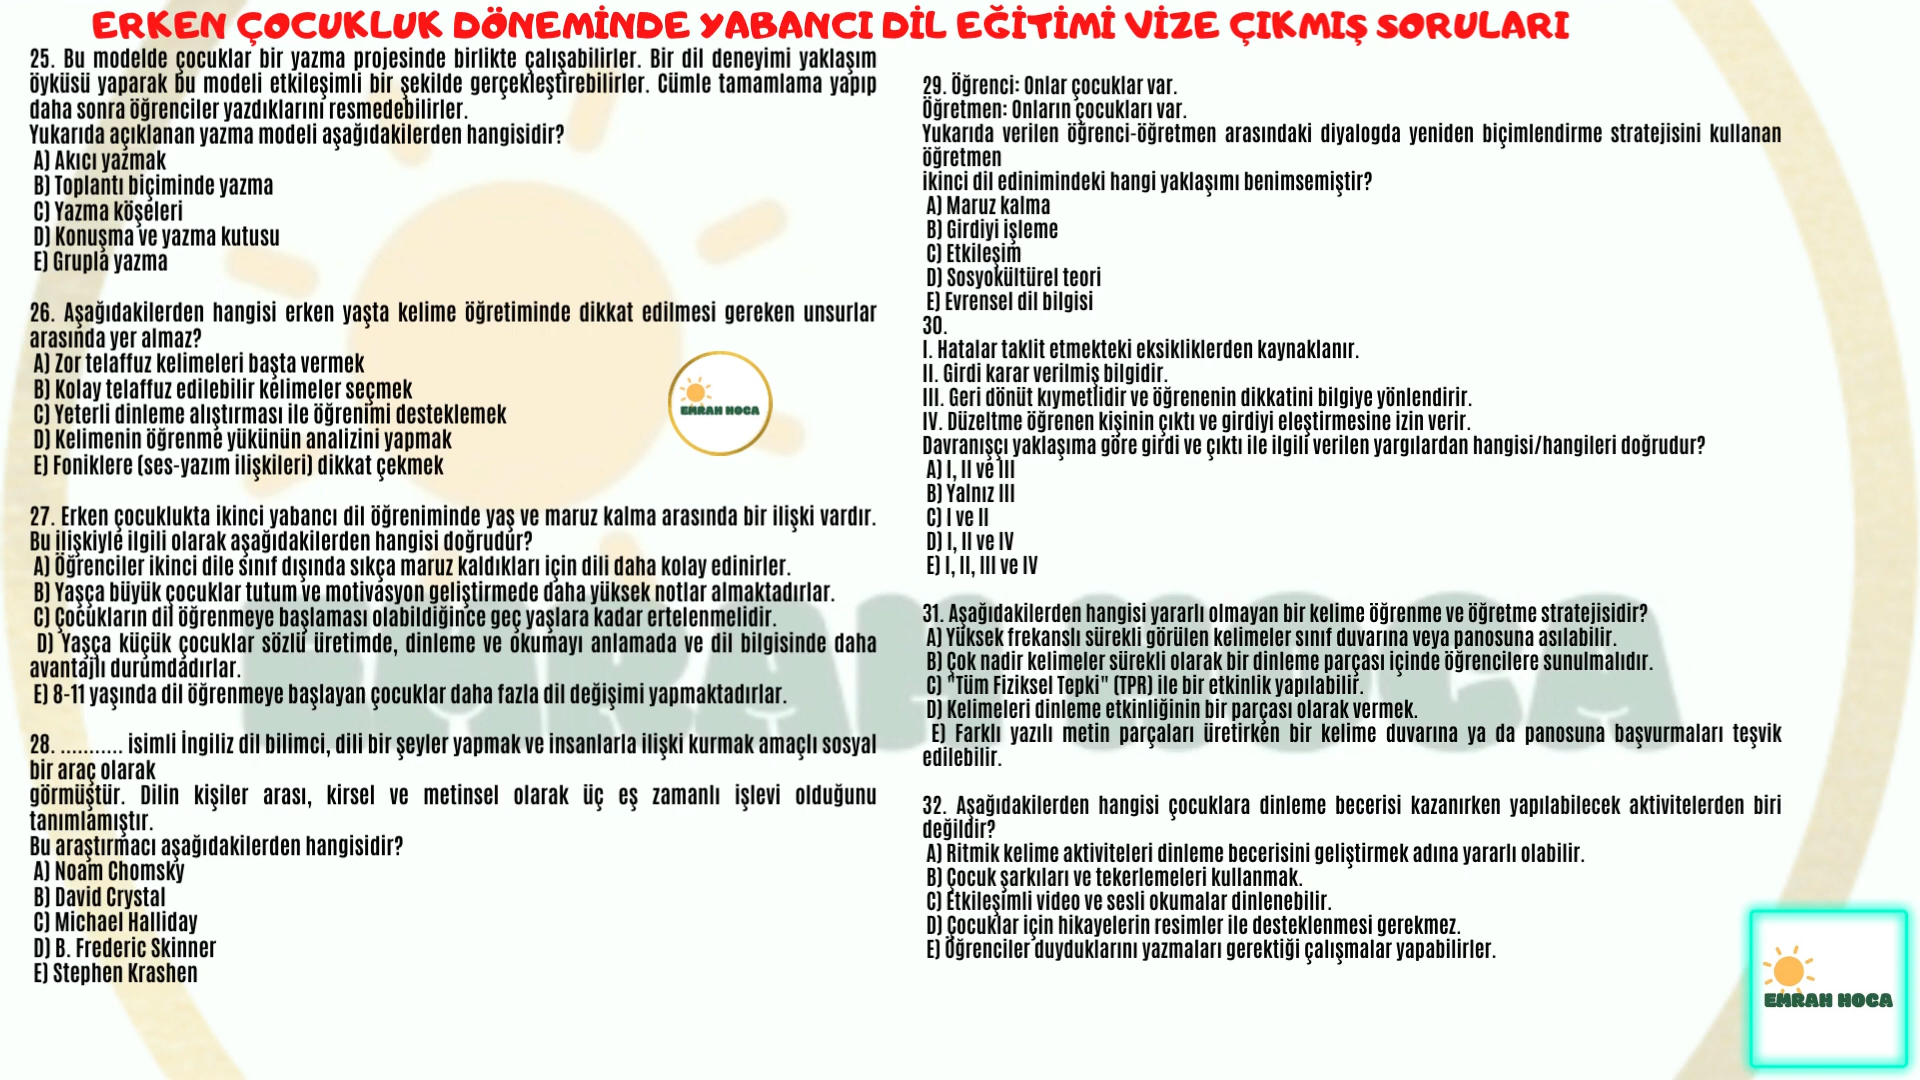 ERKEN ÇOCUKLUK DÖNEMİNDE YABANCI DİL EĞİTİMİ VİZE ÇIKMIŞ SORULARI
25. Bu modelde çocuklar bir yazma projesinde birlikte çalışabilirler. Bir dil deneyimi yaklaşım
öyküsü yaparak bu modeli etkileşimli bir şekilde gerçekleştirebilirler. Cümle tamamlama yapıp
daha sonra öğrenciler yazdıklarını resmedebilirler.
Yukarıda açıklanan yazma modeli aşağıdakilerden hangisidir?
A) Akıcı yazmak
B) Toplantı biçiminde yazma
C) Yazma köşeleri
D) Konuşma ve yazma kutusu
E) Grupla yazma
26. Aşağıdakilerden hangisi erken yaşta kelime öğretiminde dikkat edilmesi gereken unsurlar
arasında yer almaz?
A) Zor telaffuz kelimeleri başta vermek
B) Kolay telaffuz edilebilir kelimeler seçmek
C) Yeterli dinleme alıştırması ile öğrenimi desteklemek
D) Kelimenin öğrenme yükünün analizini yapmak
E) Foniklere (ses-yazım ilişkileri) dikkat çekmek
EMRAH HOCA
27. Erken çocuklukta ikinci yabancı dil öğreniminde yaş ve maruz kalma arasında bir ilişki vardır.
Bu ilişkiyle ilgili olarak aşağıdakilerden hangisi doğrudur?
A) Öğrenciler ikinci dile sınıf dışında sıkça maruz kaldıkları için dili daha kolay edinirler.
B) Yaşça büyük çocuklar tutum ve motivasyon geliştirmede daha yüksek notlar almaktadırlar.
C) Çocukların dil öğrenmeye başlaması olabildiğince geç yaşlara kadar ertelenmelidir.
D) Yaşça küçük çocuklar sözlü üretimde, dinleme ve okumayı anlamada ve dil bilgisinde daha
avantajlı durumdadırlar.
E) 8-11 yaşında dil öğrenmeye başlayan çocuklar daha fazla dil değişimi yapmaktadırlar.
28. ........... isimli İngiliz dil bilimci, dili bir şeyler yapmak ve insanlarla ilişki kurmak amaçlı sosyal
bir araç olarak
görmüştür. Dilin kişiler arası, kirsel ve metinsel olarak üç eş zamanlı işlevi olduğunu
tanımlamıştır.
Bu araştırmacı aşağıdakilerden hangisidir?
A) Noam Chomsky
B) David Crystal
C) Michael Halliday
D) B. Frederic Skinner
E) Stephen Krashen
29. Öğrenci: Onlar çocuklar var.
Öğretmen: Onların çocukları var.
Yukarıda verilen öğrenci-öğretmen arasındaki diyalogda yeniden biçimlendirme stratejisini kullanan
öğretmen
ikinci dil edinimindeki hangi yaklaşımı benimsemiştir?
A) Maruz kalma
B) Girdiyi işleme
C) Etkileşim
D) Sosyokültürel teori
E) Evrensel dil bilgisi
30.
I. Hatalar taklit etmekteki eksikliklerden kaynaklanır.
II. Girdi karar verilmiş bilgidir.
III. Geri dönüt kıymetlidir ve öğrenenin dikkatini bilgiye yönlendirir.
IV. Düzeltme öğrenen kişinin çıktı ve girdiyi eleştirmesine izin verir.
Davranışçı yaklaşıma göre girdi ve çıktı ile ilgili verilen yargılardan hangisi/hangileri doğrudur?
A) I, II ve III
B) Yalnız III
C) I ve II
D) I, II ve IV
E) I, II, III ve IV
31. Aşağıdakilerden hangisi yararlı olmayan bir kelime öğrenme ve öğretme stratejisidir?
A) Yüksek frekanslı sürekli görülen kelimeler sınıf duvarına veya panosuna asılabilir.
B) Çok nadir kelimeler sürekli olarak bir dinleme parçası içinde öğrencilere sunulmalıdır.
C) "Tüm Fiziksel Tepki" (TPR) ile bir etkinlik yapılabilir.
D) Kelimeleri dinleme etkinliğinin bir parçası olarak vermek.
E) Farklı yazılı metin parçaları üretirken bir kelime duvarına ya da panosuna başvurmaları teşvik
edilebilir.
32. Aşağıdakilerden hangisi çocuklara dinleme becerisi kazanırken yapılabilecek aktivitelerden biri
değildir?
A) Ritmik kelime aktiviteleri dinleme becerisini geliştirmek adına yararlı olabilir.
B) Çocuk şarkıları ve tekerlemeleri kullanmak.
C) Etkileşimli video ve sesli okumalar dinlenebilir.
D) Çocuklar için hikayelerin resimler ile desteklenmesi gerekmez.
E) Öğrenciler duyduklarını yazmaları gerektiği çalışmalar yapabilirler.
EMRAH HOCA
EMRAH HOCA